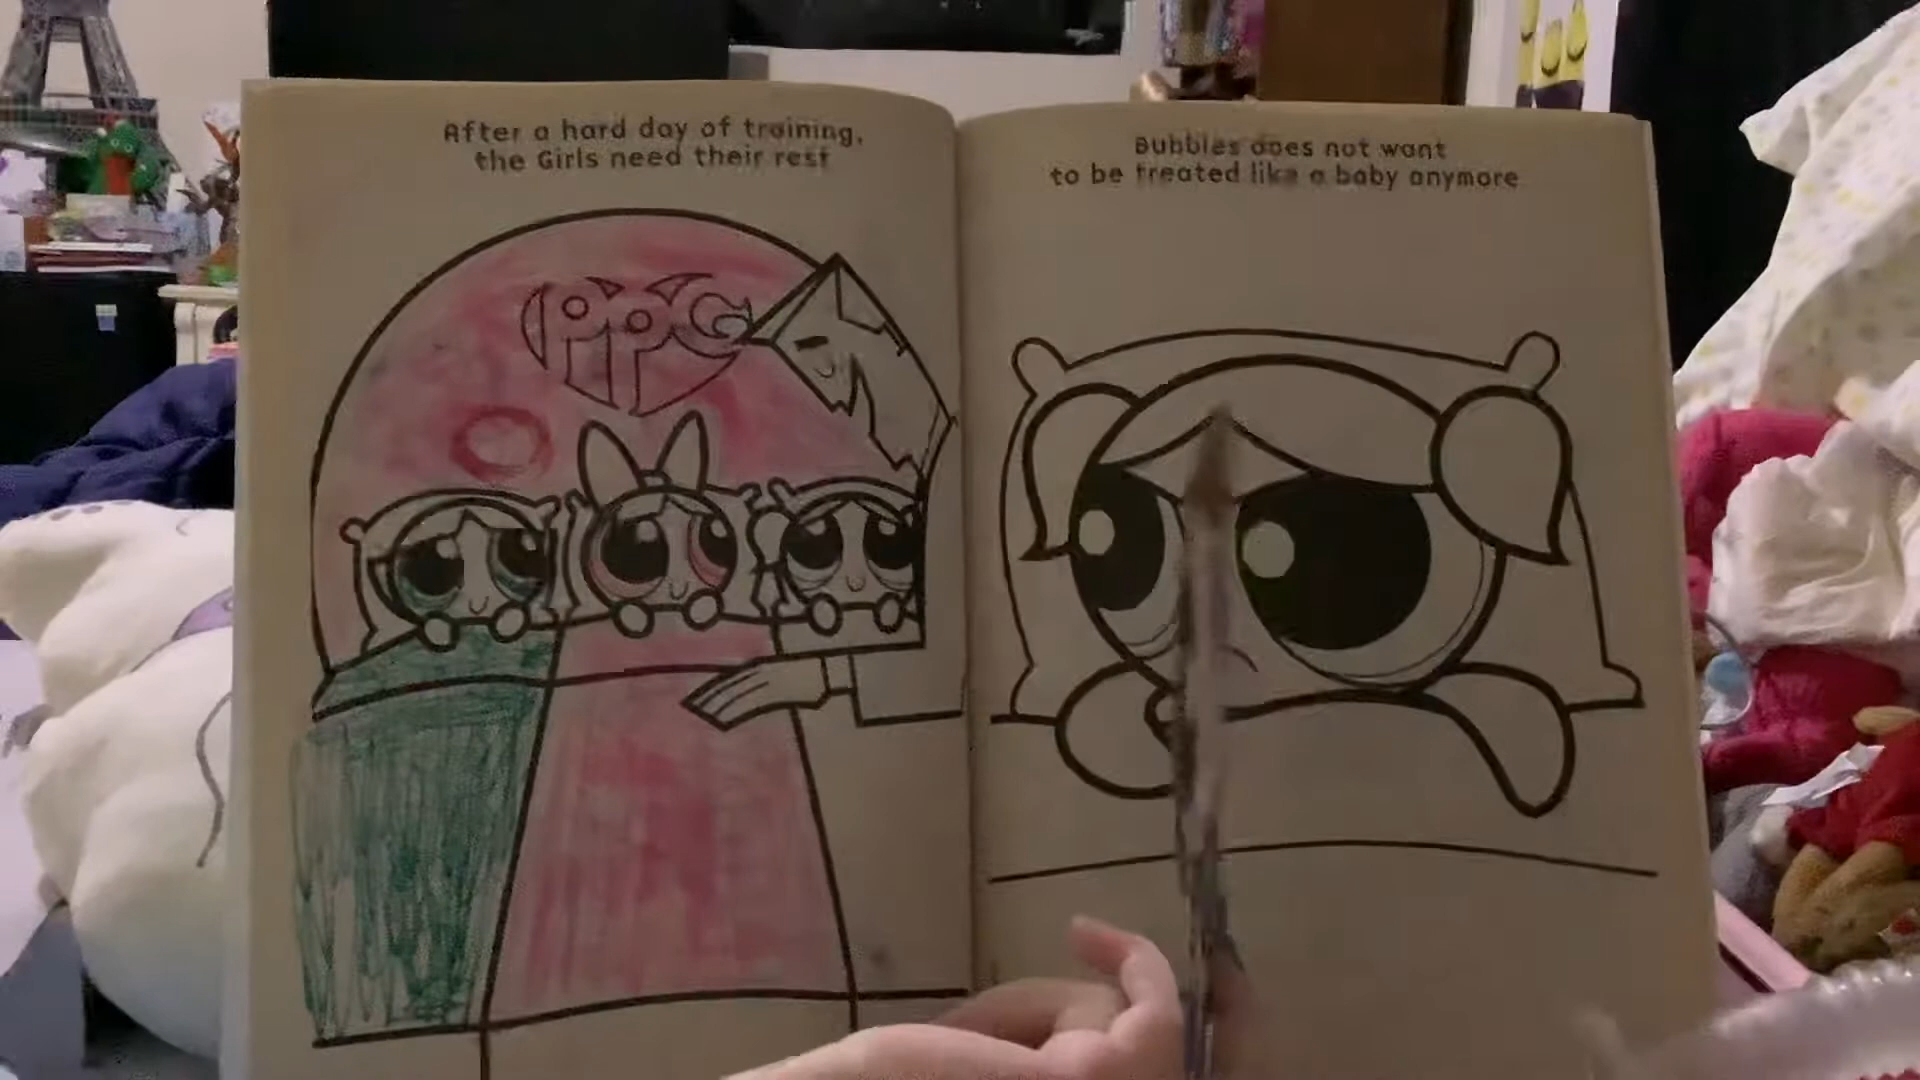 After a hard day of training,
the Girls need their rest
PPG
Bubbles does not want
to be treated like a baby anymore